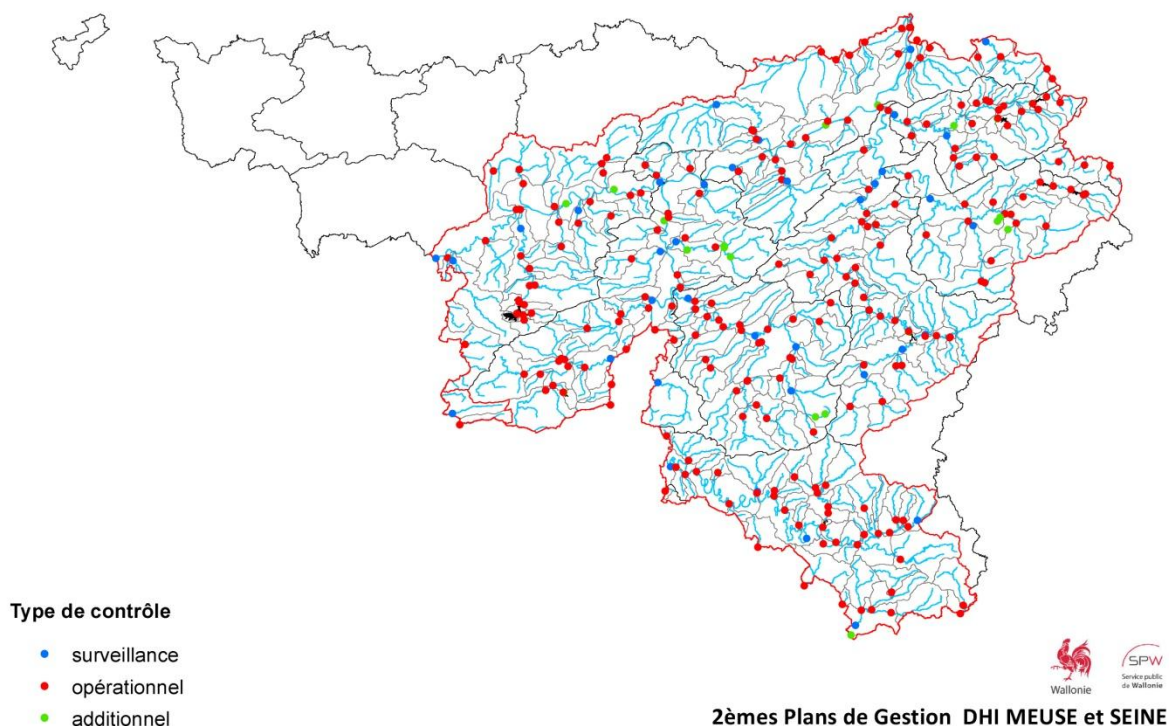 Type de contrôle
surveillance
opérationnel
additionnel
Wallonie
SPW
Service public
de Wallonie
2èmes Plans de Gestion DHI MEUSE et SEINE